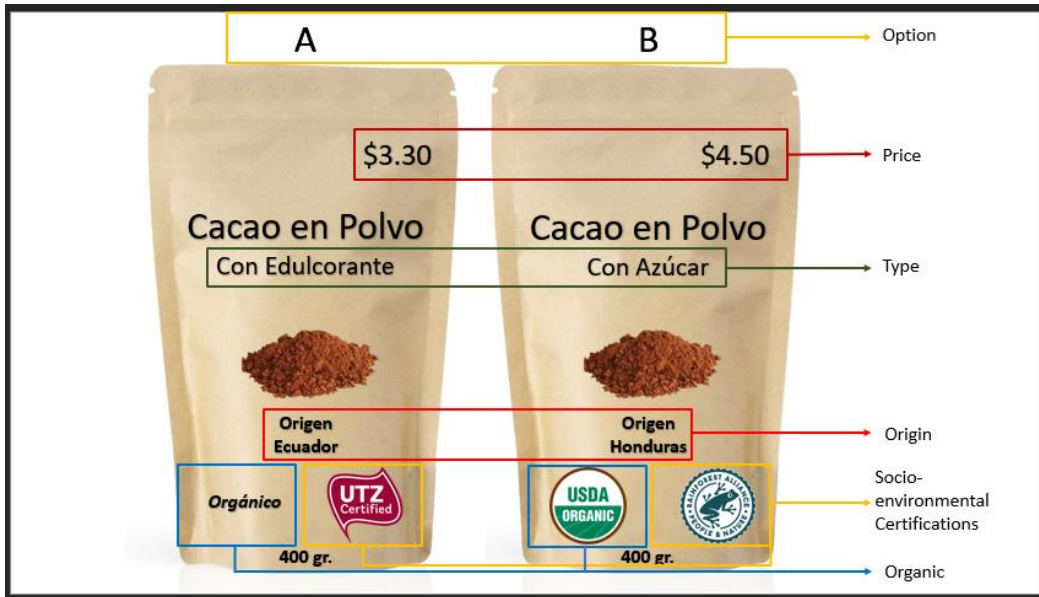 A B
Option
$3.30 $4.50
Price
Cacao en Polvo Cacao en Polvo
Con Edulcorante Con Azúcar
Type
Origen Origen
Ecuador Honduras
Origin
Orgánico
UTZ
Certified
USDA
ORGANIC
RAINFOREST ALLIANCE
PEOPLE & NATURE
Socio-
environmental
Certifications
400 gr. 400 gr.
Organic